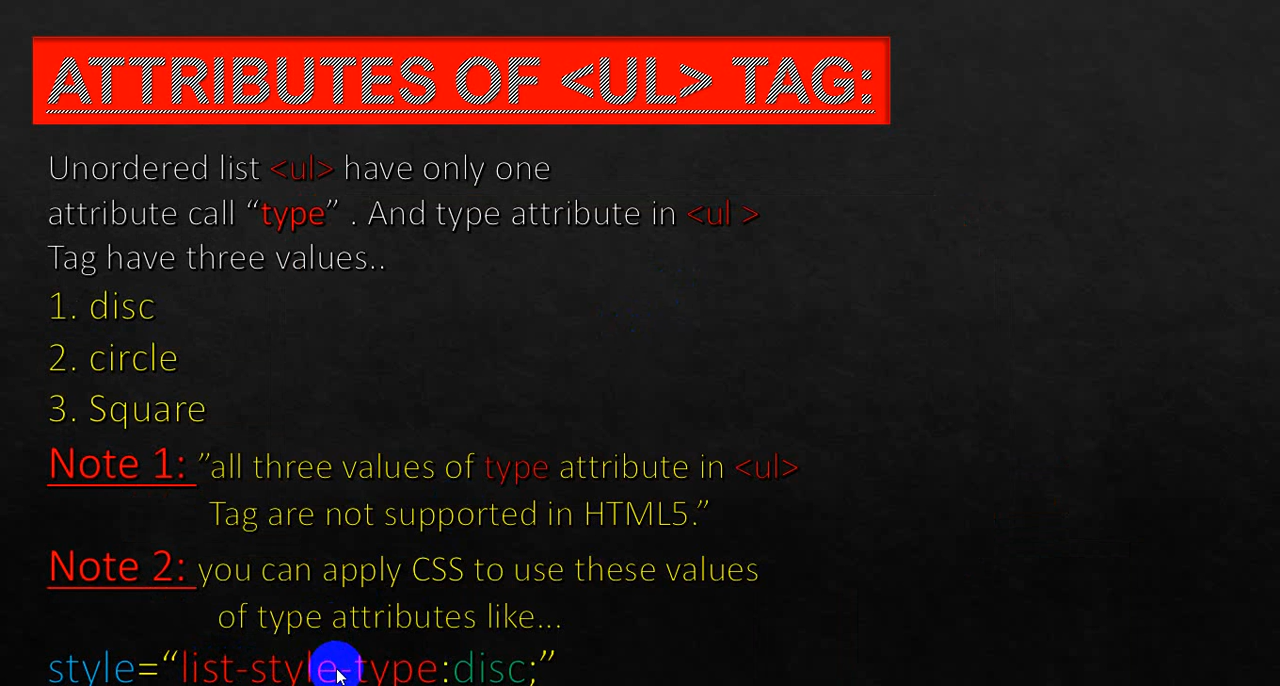 ATTRIBUTES OF <UL> TAG:
Unordered list <ul> have only one
attribute call “type” . And type attribute in <ul >
Tag have three values..
1. disc
2. circle
3. Square
Note 1: ”all three values of type attribute in <ul>
Tag are not supported in HTML5.”
Note 2: you can apply CSS to use these values
of type attributes like...
style=“list-style-type:disc;”